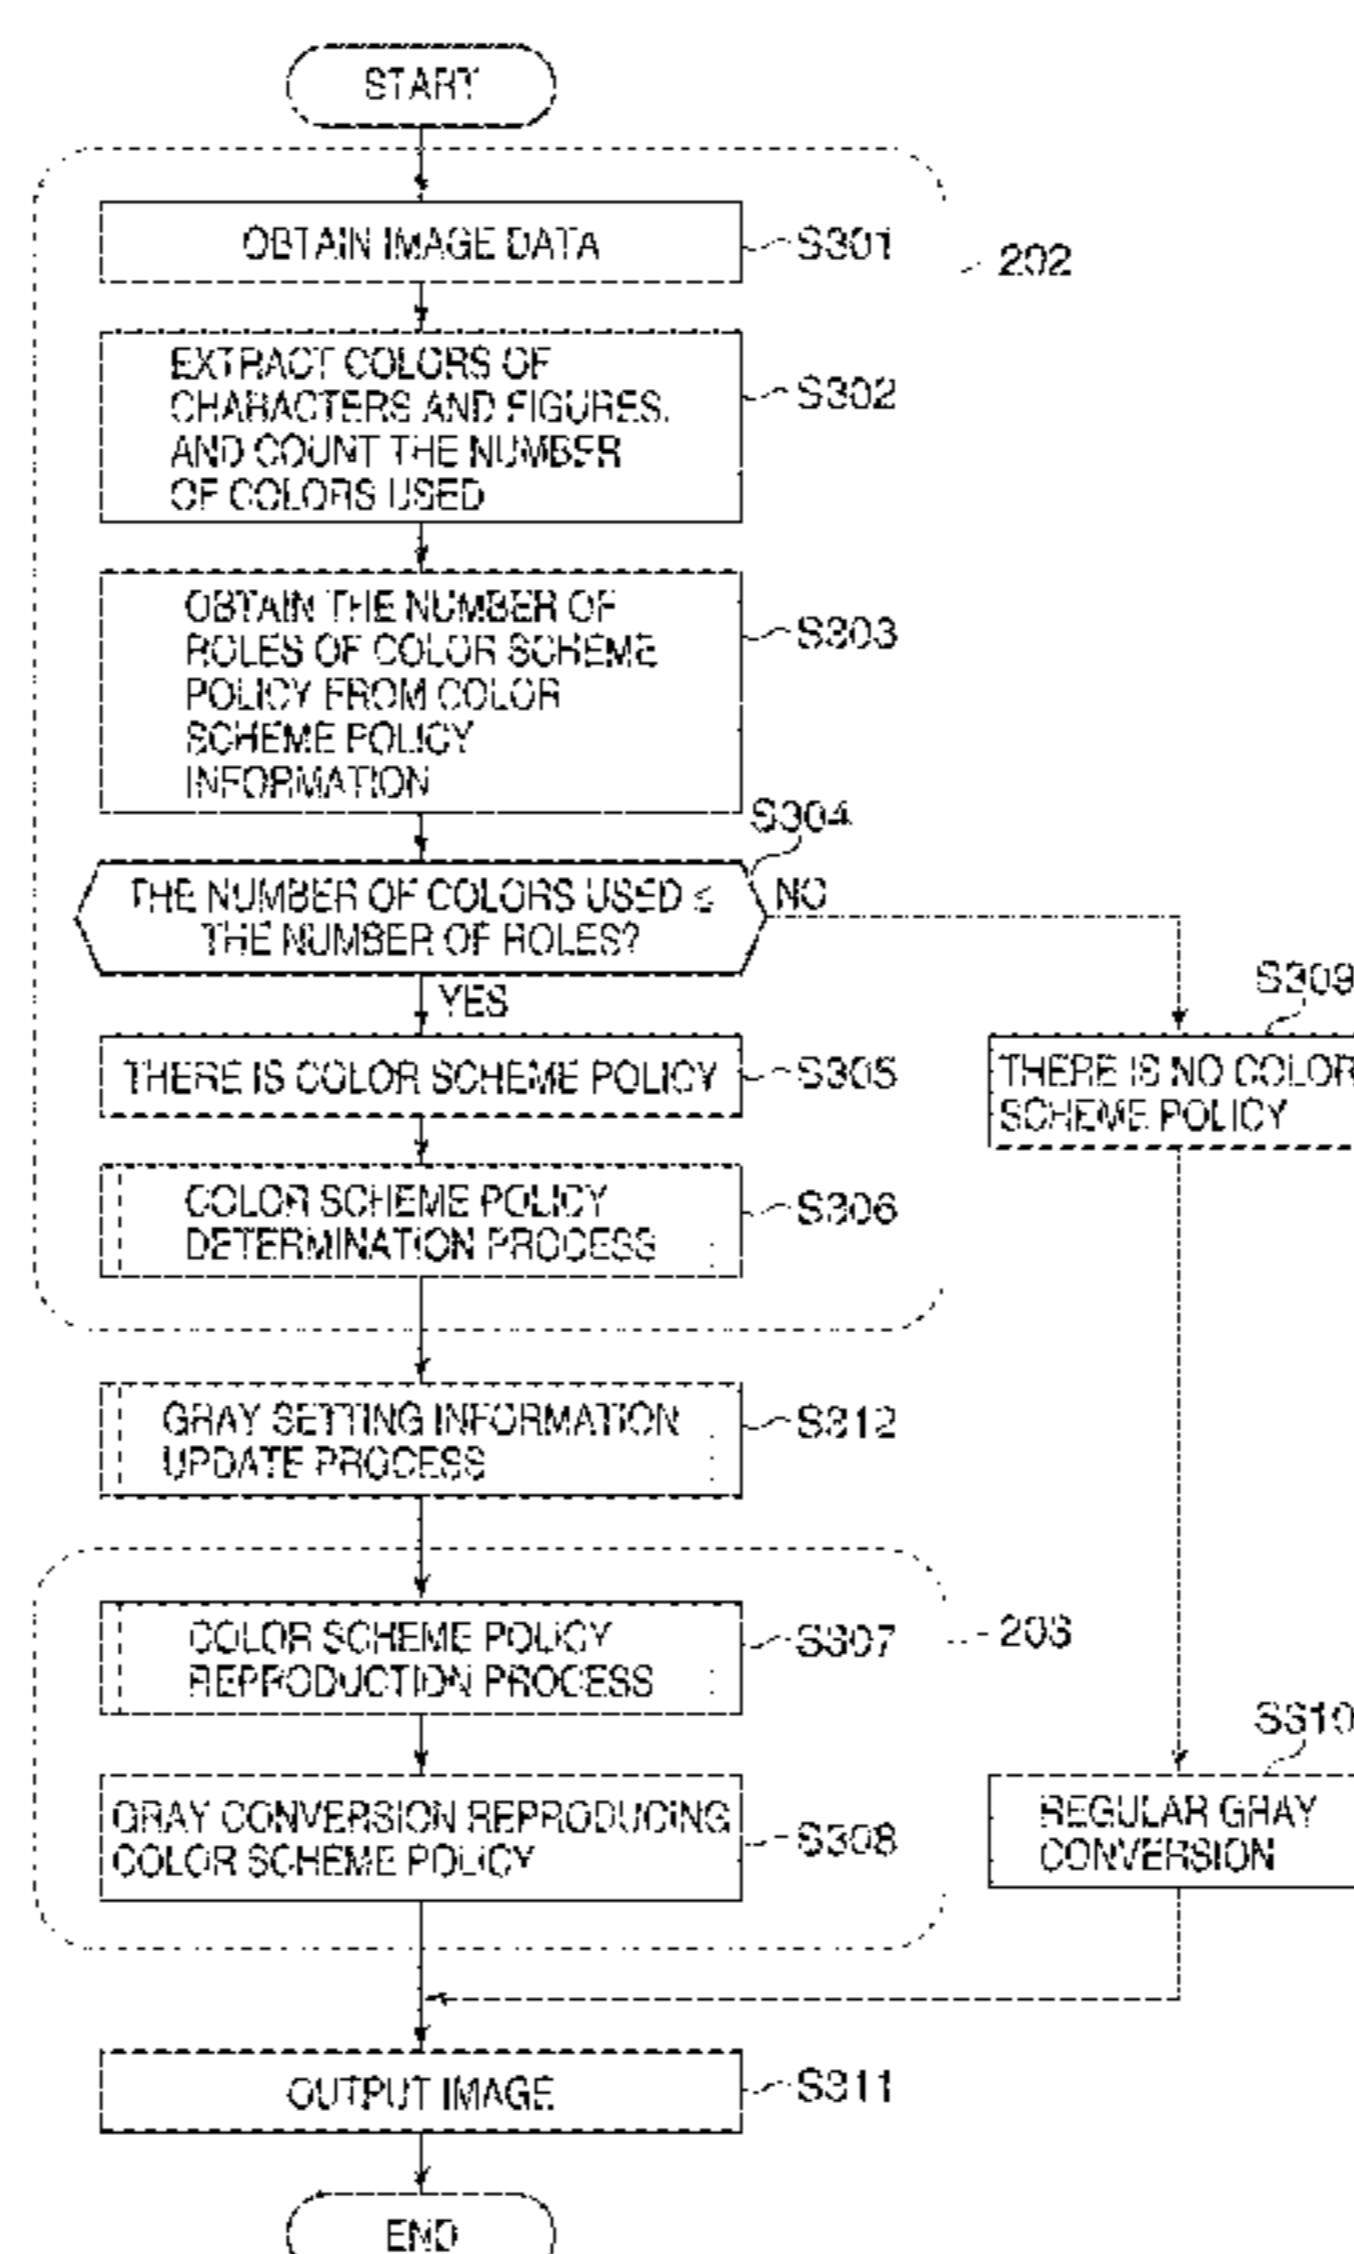 START
OBTAIN IMAGE DATA
S301
202
EXTRACT COLORS OF
CHARACTERS AND FIGURES,
AND COUNT THE NUMBER
OF COLORS USED
S302
OBTAIN THE NUMBER OF
ROLES OF COLOR SCHEME
POLICY FROM COLOR
SCHEME POLICY
INFORMATION
S303
S304
THE NUMBER OF COLORS USED ≤
THE NUMBER OF ROLES?
NO
YES
S309
THERE IS COLOR SCHEME POLICY
S305
THERE IS NO COLOR
SCHEME POLICY
COLOR SCHEME POLICY
DETERMINATION PROCESS
S306
GRAY SETTING INFORMATION
UPDATE PROCESS
S312
COLOR SCHEME POLICY
REPRODUCTION PROCESS
S307
S310
GRAY CONVERSION REPRODUCING
COLOR SCHEME POLICY
S308
REGULAR GRAY
CONVERSION
OUTPUT IMAGE
S311
END